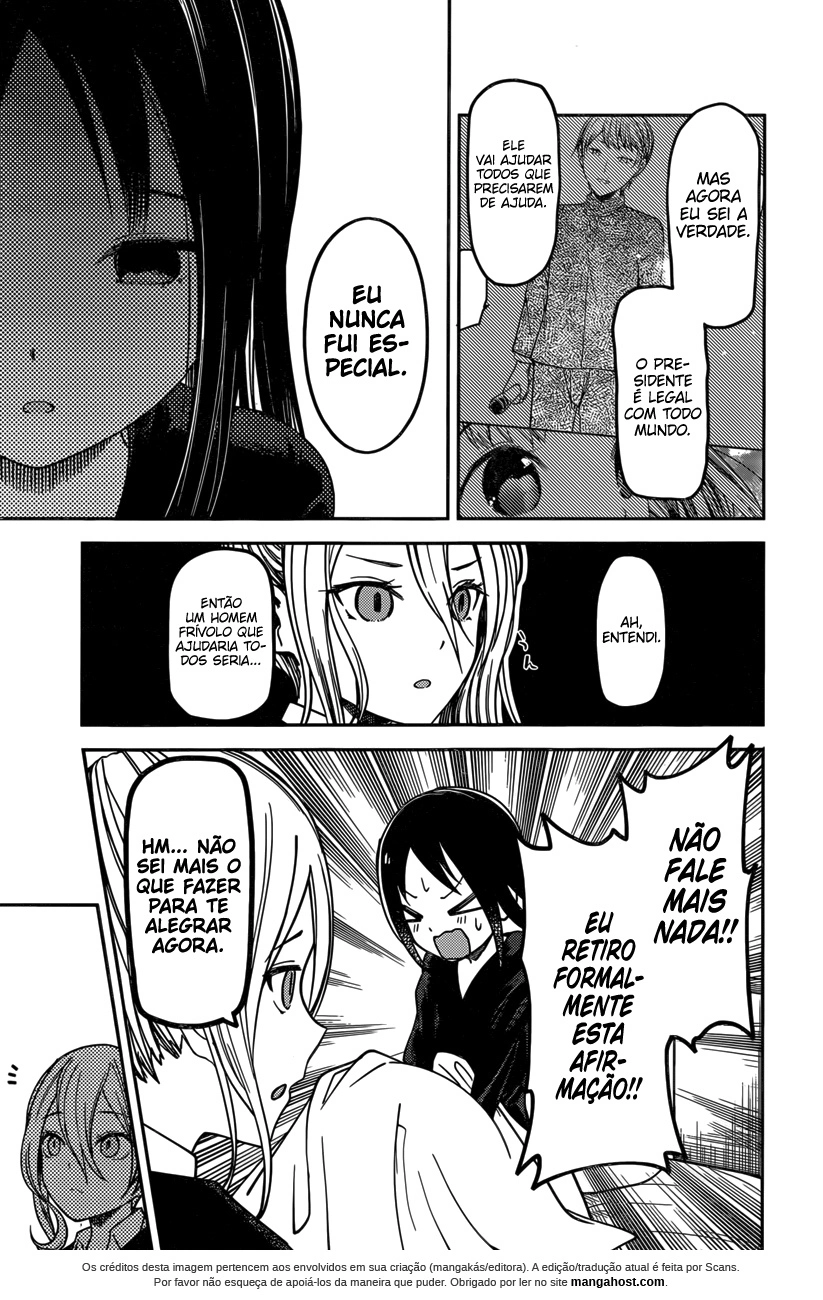 MAS
AGORA
EU SEI A
VERDADE.
O PRE-
SIDENTE
É LEGAL
COM TODO
MUNDO.
ELE
VAI AJUDAR
TODOS QUE
PRECISAREM
DE AJUDA.
EU
NUNCA
FUI ES-
PECIAL.
AH,
ENTENDI.
うん
ENTÃO
UM HOMEM
FRÍVOLO QUE
AJUDARIA TO-
DOS SERIA...
NÃO
FALE
MAIS
NADA!!
EU
RETIRO
FORMAL-
MENTE
ESTA
AFIR-
MAÇÃO!!
HM... NÃO
SEI MAIS O
QUE FAZER
PARA TE
ALEGRAR
AGORA.
Os créditos desta imagem pertencem aos envolvidos em sua criação (mangakás/editora). A edição/tradução atual é feita por Scans.
Por favor não esqueça de apoiá-los da maneira que puder. Obrigado por ler no site mangahost.com.